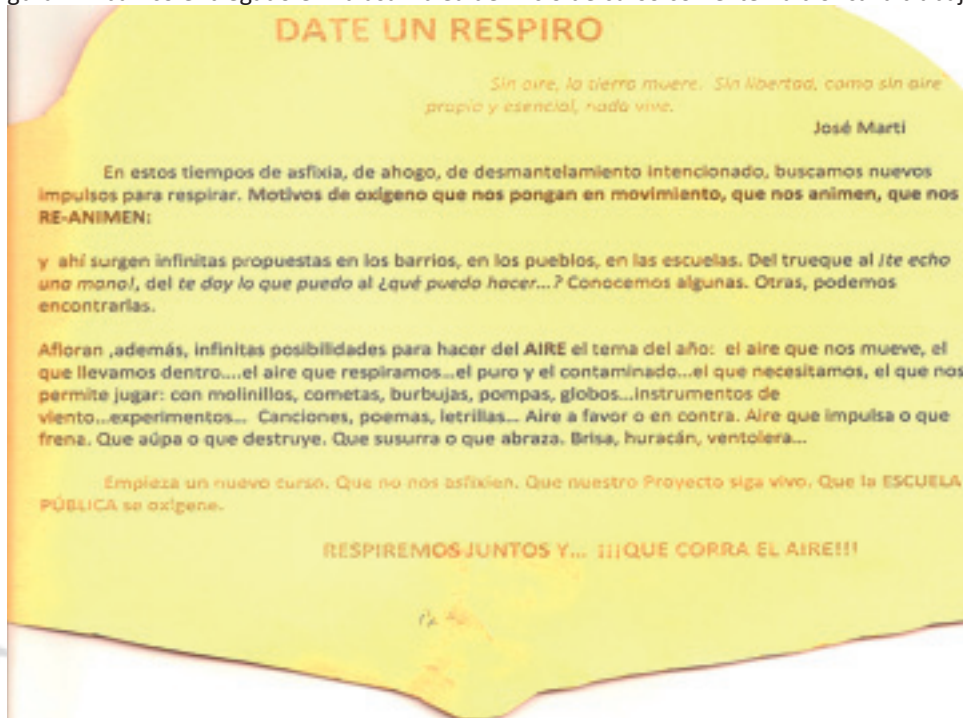 DATE UN RESPIRO
Sin aire, la tierra muere. Sin libertad, como sin aire
propio y esencial, nada vive.
José Martí
En estos tiempos de asfixia, de ahogo, de desmantelamiento intencionado, buscamos nuevos
impulsos para respirar. Motivos de oxígeno que nos pongan en movimiento, que nos animen, que nos
RE-ANIMEN:
y ahí surgen infinitas propuestas en los barrios, en los pueblos, en las escuelas. Del trueque al ¡te echo
una mano!, del te doy lo que puedo al ¿qué puedo hacer...? Conocemos algunas. Otras, podemos
encontrarlas.
Afloran ,además, infinitas posibilidades para hacer del AIRE el tema del año: el aire que nos mueve, el
que llevamos dentro....el aire que respiramos...el puro y el contaminado...el que necesitamos, el que nos
permite jugar: con molinillos, cometas, burbujas, pompas, globos...instrumentos de
viento...experimentos... Canciones, poemas, letrillas... Aire a favor o en contra. Aire que impulsa o que
frena. Que aúpa o que destruye. Que susurra o que abraza. Brisa, huracán, ventolera...
Empieza un nuevo curso. Que no nos asfixien. Que nuestro Proyecto siga vivo. Que la ESCUELA
PÚBLICA se oxigene.
RESPIREMOS JUNTOS Y... ¡¡¡QUE CORRA EL AIRE!!!